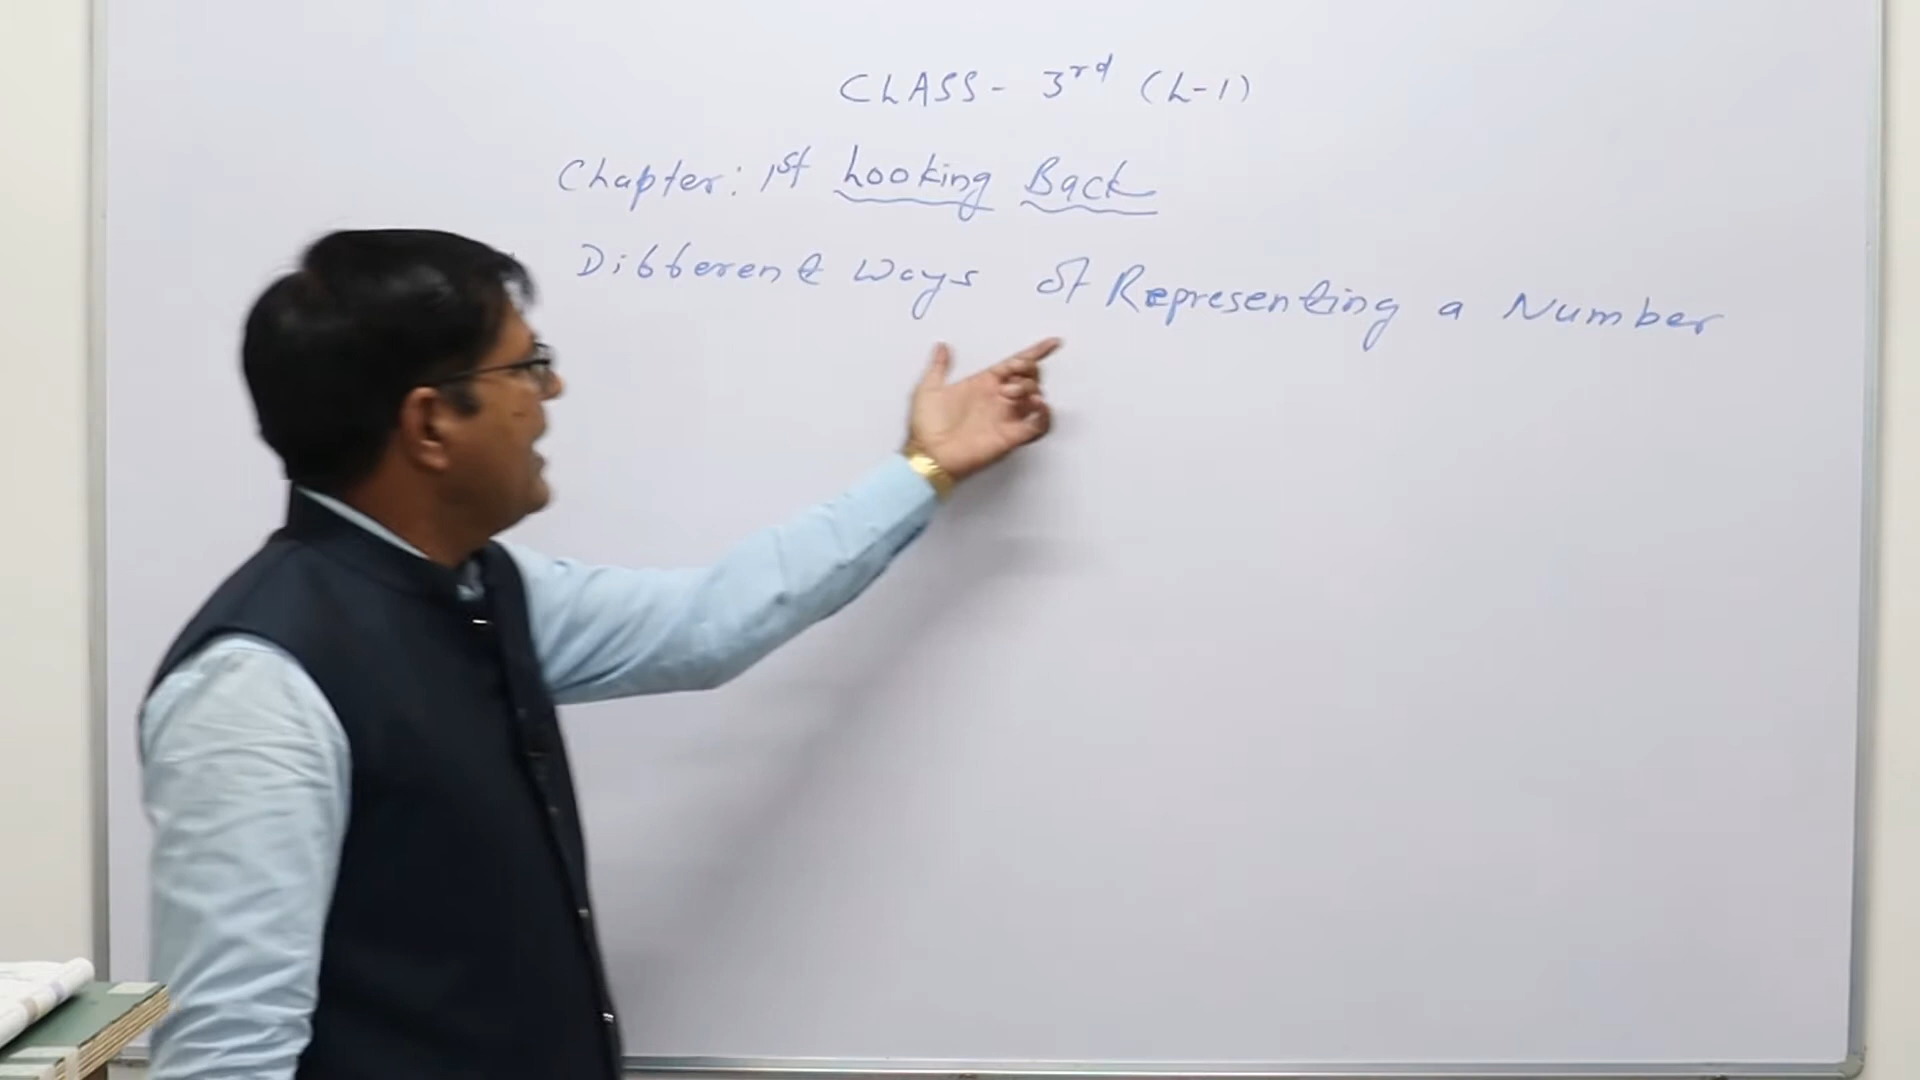 CLASS - 3rd (L-1)
Chapter: 1st Looking Back
Different Ways of Representing a Number